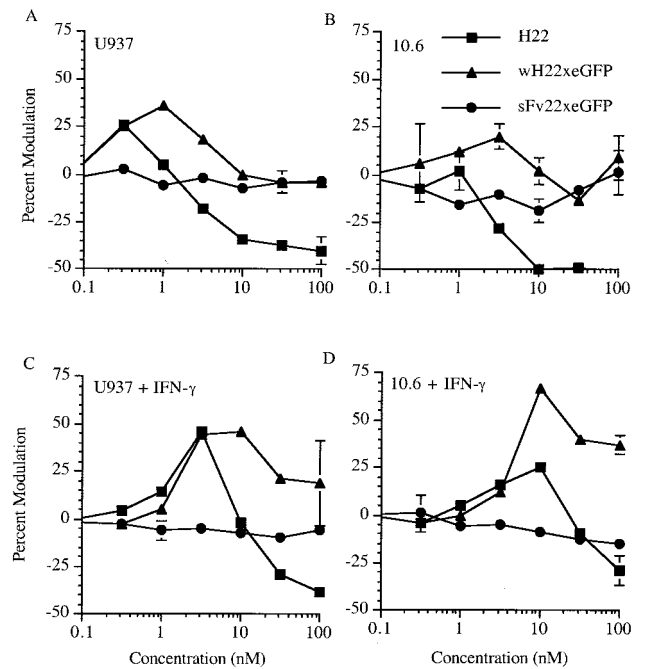 A
U937
B
10.6
H22
wH22xeGFP
sFv22xeGFP
Percent Modulation
75
50
25
0
-25
-50
0.1 1 10 100
75
50
25
0
-25
-50
0.1 1 10 100
C
U937 + IFN-γ
D
10.6 + IFN-γ
Percent Modulation
75
50
25
0
-25
-50
0.1 1 10 100
Concentration (nM)
75
50
25
0
-25
-50
0.1 1 10 100
Concentration (nM)